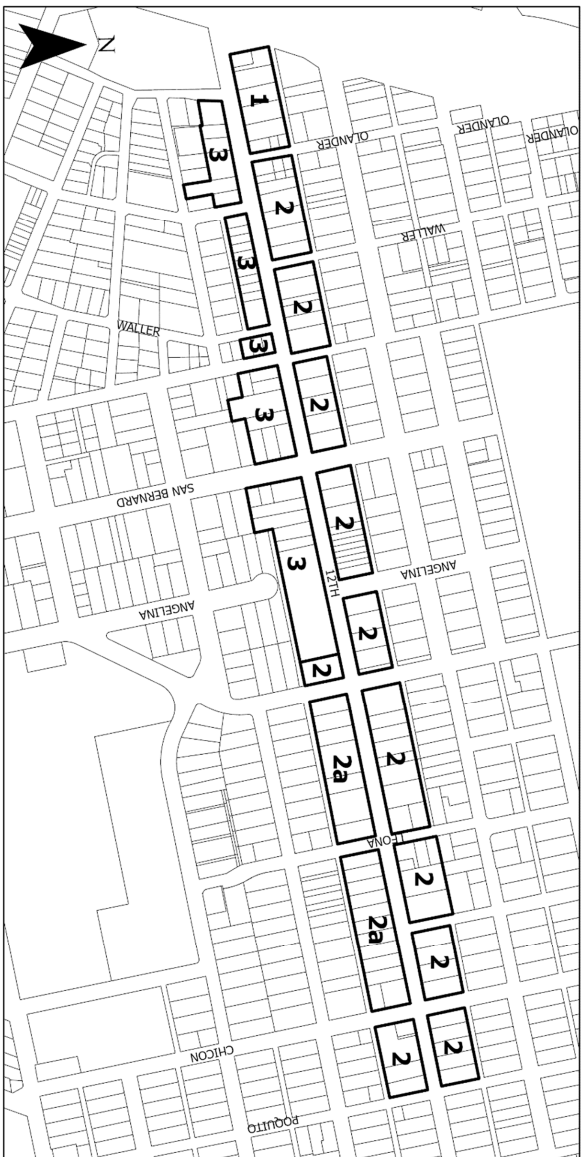 N
1
OLANDER
OLANDER
OLANDER
3
2
WALLER
3
2
WALLER
3
2
3
SAN BERNARD
2
3
12TH
ANGELINA
ANGELINA
2
2
2a
2
LEONA
2
2a
2
CHICON
2
2
POQUITO